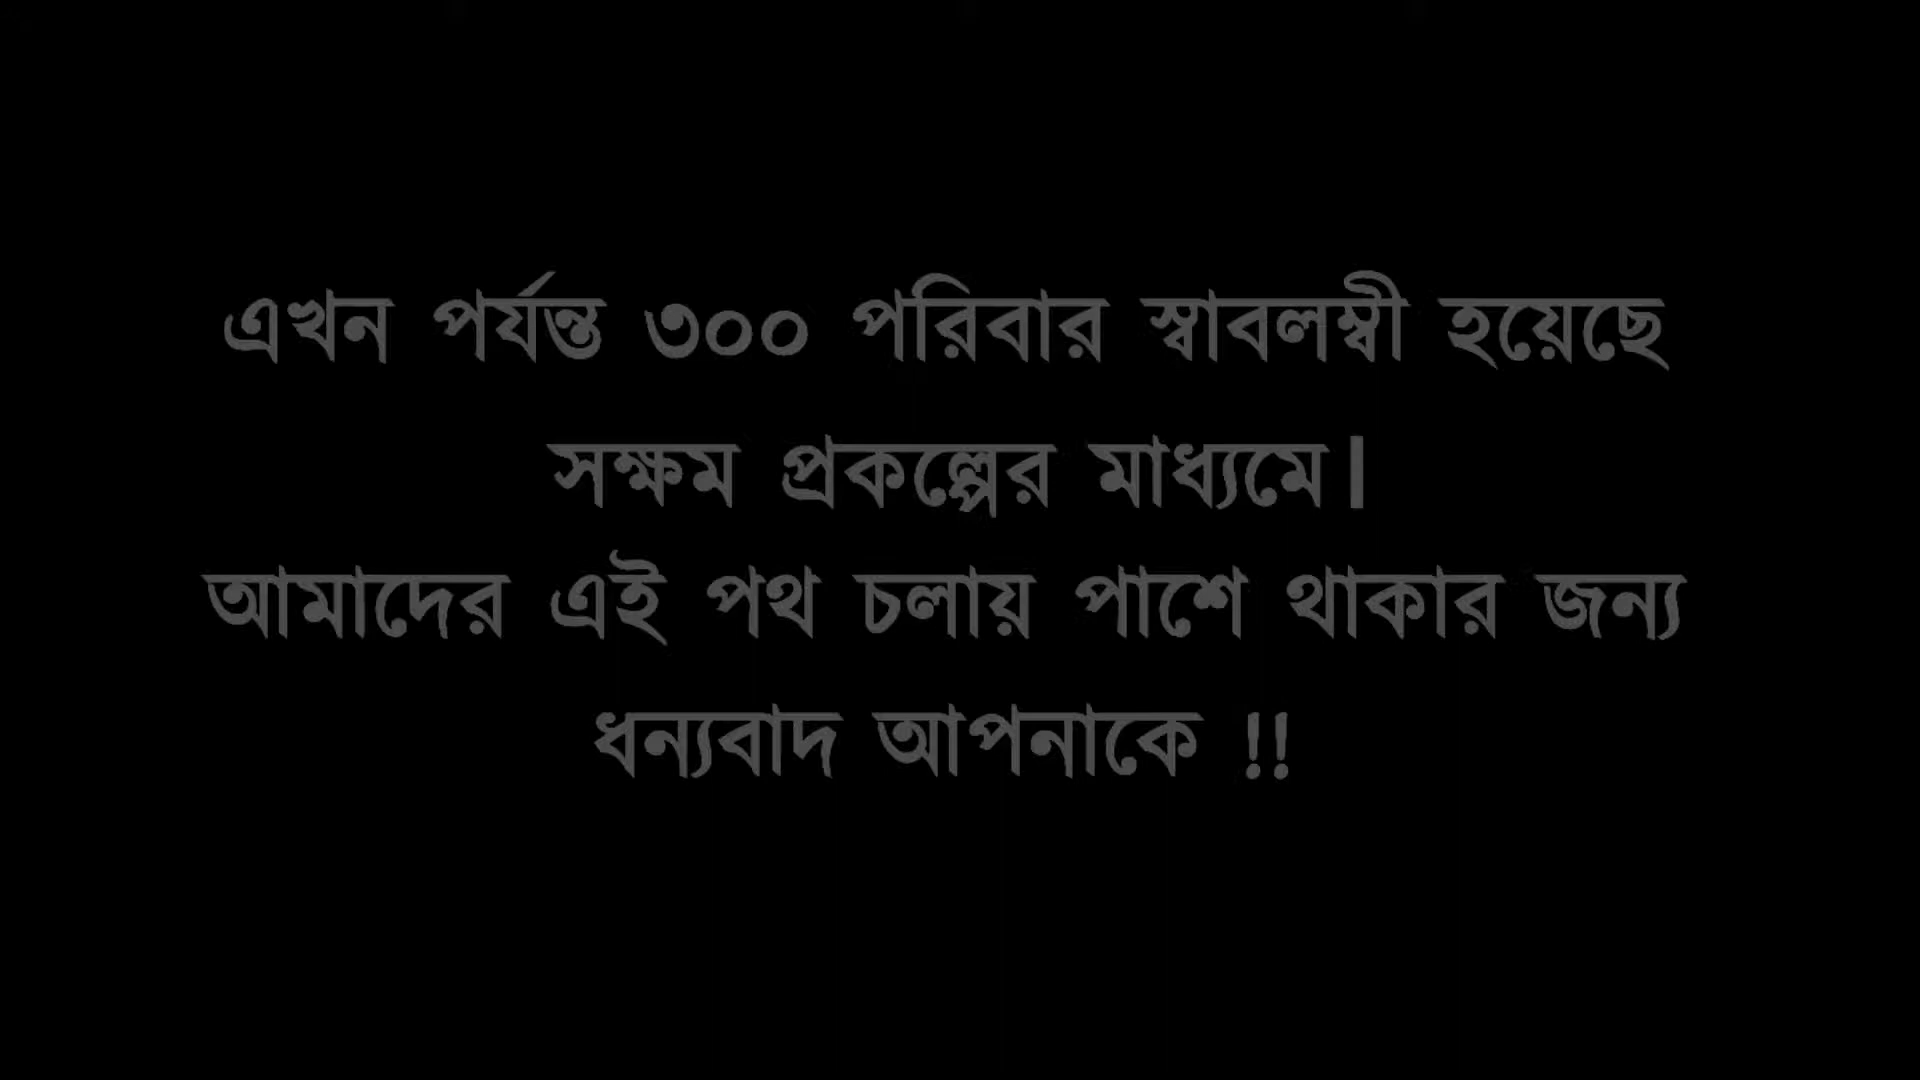 এখন পর্যন্ত ৩০০ পরিবার স্বাবলম্বী হয়েছে
সক্ষম প্রকল্পের মাধ্যমে।
আমাদের এই পথ চলায় পাশে থাকার জন্য
ধন্যবাদ আপনাকে !!